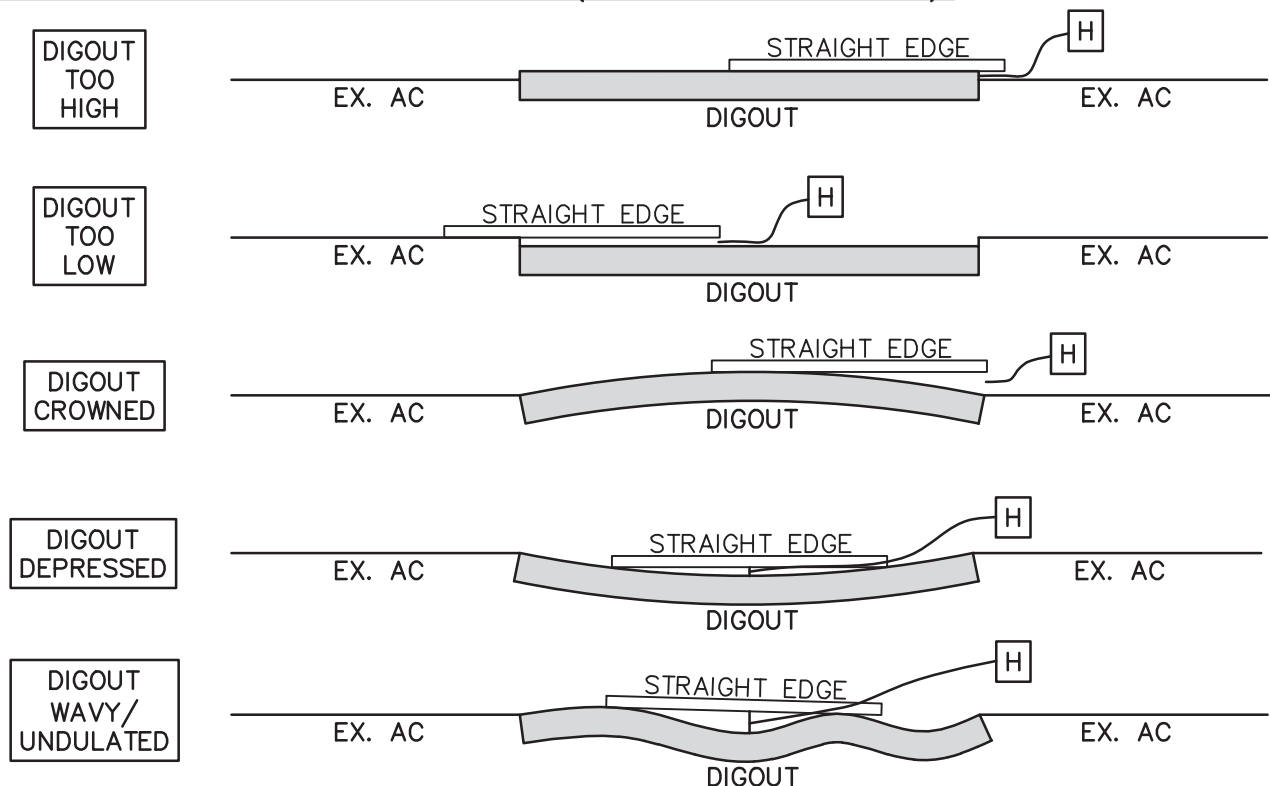 DIGOUT
TOO
HIGH
STRAIGHT EDGE
H
EX. AC
DIGOUT
EX. AC
DIGOUT
TOO
LOW
STRAIGHT EDGE
H
EX. AC
DIGOUT
EX. AC
DIGOUT
CROWNED
STRAIGHT EDGE
H
EX. AC
DIGOUT
EX. AC
DIGOUT
DEPRESSED
STRAIGHT EDGE
H
EX. AC
DIGOUT
EX. AC
DIGOUT
WAVY/
UNDULATED
STRAIGHT EDGE
H
EX. AC
DIGOUT
EX. AC